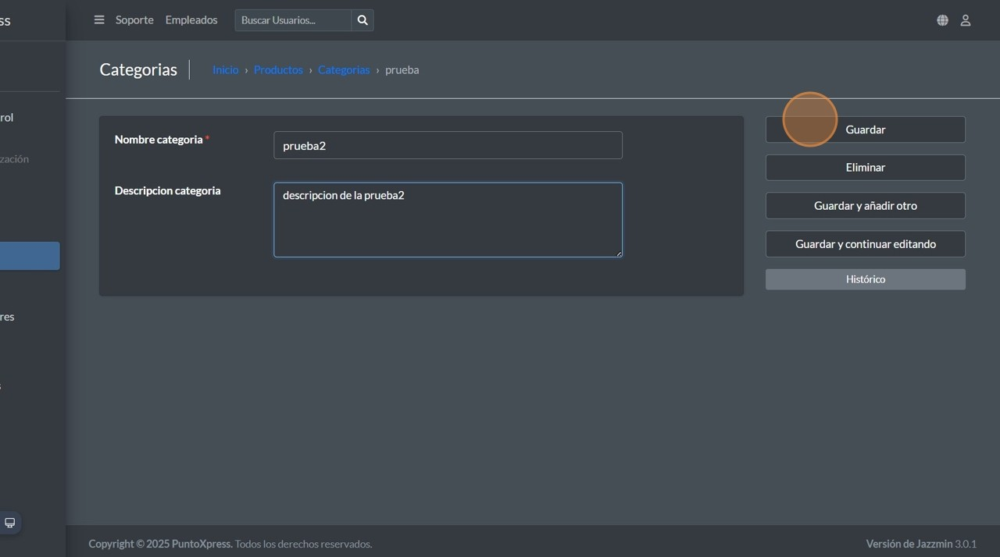 ss
Soporte Empleados Buscar Usuarios...
Categorias Inicio › Productos › Categorias › prueba
rol
zación
res
s
Nombre categoria * prueba2
Descripcion categoria descripcion de la prueba2
Guardar
Eliminar
Guardar y añadir otro
Guardar y continuar editando
Histórico
Copyright © 2025 PuntoXpress. Todos los derechos reservados. Versión de Jazzmin 3.0.1